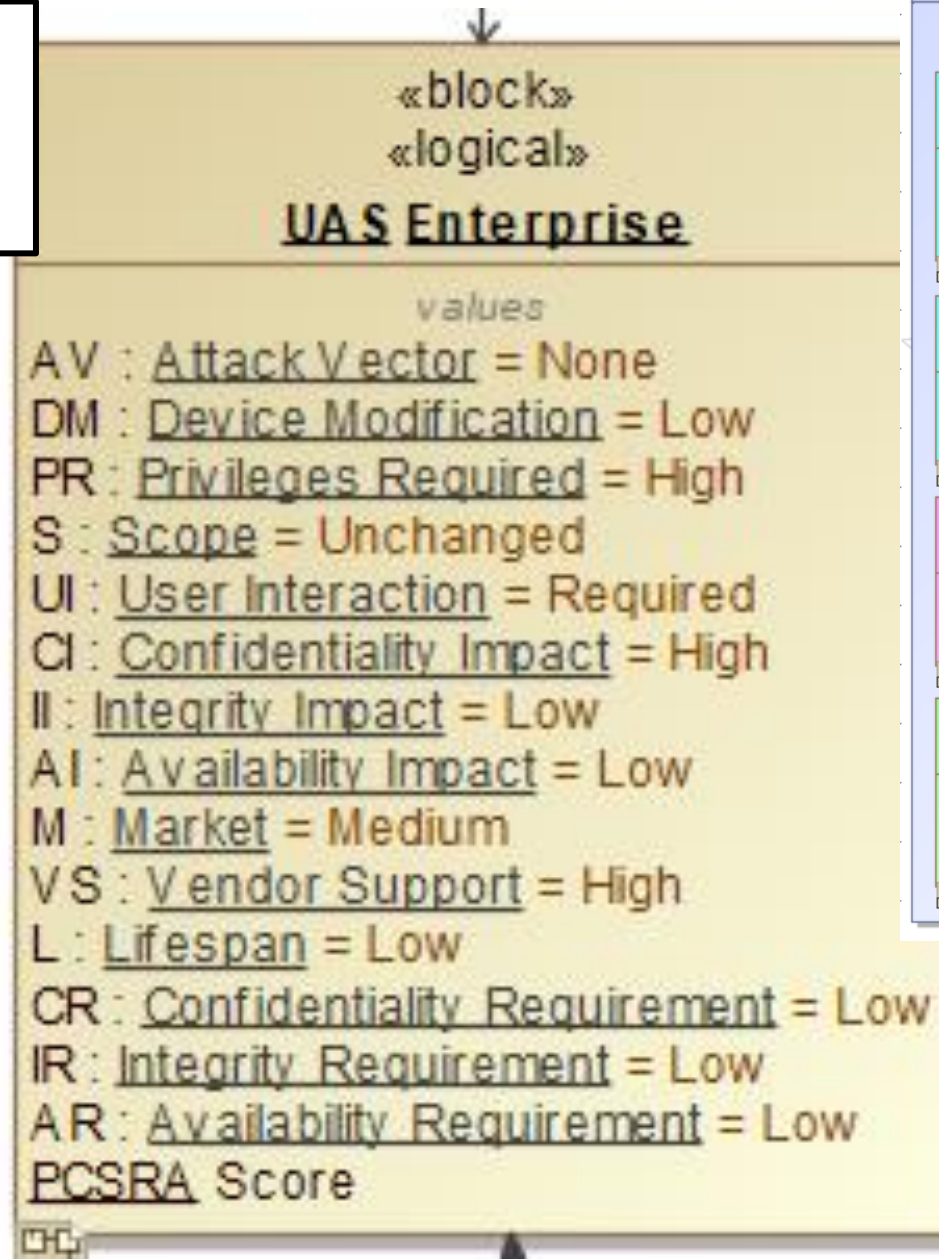 «block»
«logical»
UAS Enterprise
values
AV : Attack Vector = None
DM : Device Modification = Low
PR : Privileges Required = High
S : Scope = Unchanged
UI : User Interaction = Required
CI : Confidentiality Impact = High
II : Integrity Impact = Low
AI : Availability Impact = Low
M : Market = Medium
VS : Vendor Support = High
L : Lifespan = Low
CR : Confidentiality Requirement = Low
IR : Integrity Requirement = Low
AR : Availability Requirement = Low
PCSRA Score